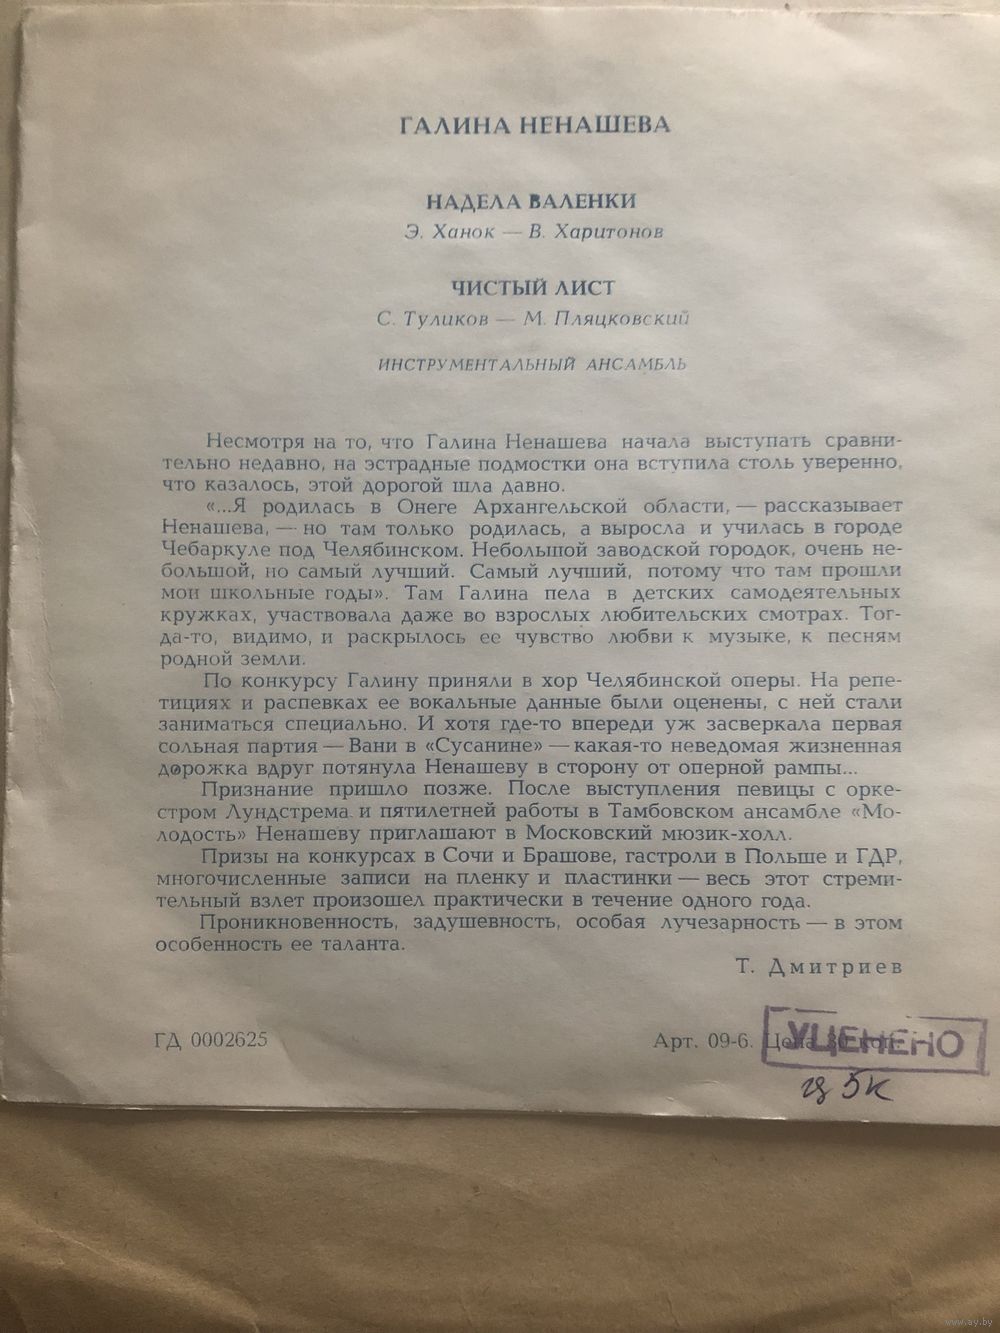 ГАЛИНА НЕНАШЕВА
НАДЕЛА ВАЛЕНКИ
Э. Ханок — В. Харитонов
ЧИСТЫЙ ЛИСТ
С. Туликов — М. Пляцковский
ИНСТРУМЕНТАЛЬНЫЙ АНСАМБЛЬ
Несмотря на то, что Галина Ненашева начала выступать сравни-
тельно недавно, на эстрадные подмостки она вступила столь уверенно,
что казалось, этой дорогой шла давно.
«...Я родилась в Онеге Архангельской области, — рассказывает
Ненашева, — но там только родилась, а выросла и училась в городе
Чебаркуле под Челябинском. Небольшой заводской городок, очень не-
большой, но самый лучший. Самый лучший, потому что там прошли
мои школьные годы». Там Галина пела в детских самодеятельных
кружках, участвовала даже во взрослых любительских смотрах. Тог-
да-то, видимо, и раскрылось ее чувство любви к музыке, к песням
родной земли.
По конкурсу Галину приняли в хор Челябинской оперы. На репе-
тициях и распевках ее вокальные данные были оценены, с ней стали
заниматься специально. И хотя где-то впереди уж засверкала первая
сольная партия — Вани в «Сусанине» — какая-то неведомая жизненная
дорожка вдруг потянула Ненашеву в сторону от оперной рампы...
Признание пришло позже. После выступления певицы с орке-
стром Лундстрема и пятилетней работы в Тамбовском ансамбле «Мо-
лодость» Ненашеву приглашают в Московский мюзик-холл.
Призы на конкурсах в Сочи и Брашове, гастроли в Польше и ГДР,
многочисленные записи на пленку и пластинки — весь этот стреми-
тельный взлет произошел практически в течение одного года.
Проникновенность, задушевность, особая лучезарность — в этом
особенность ее таланта.
Т. Дмитриев
ГД 0002625
Арт. 09-6. Цена 30 коп.
УЦЕНЕНО
ц 5к
www.ay.by